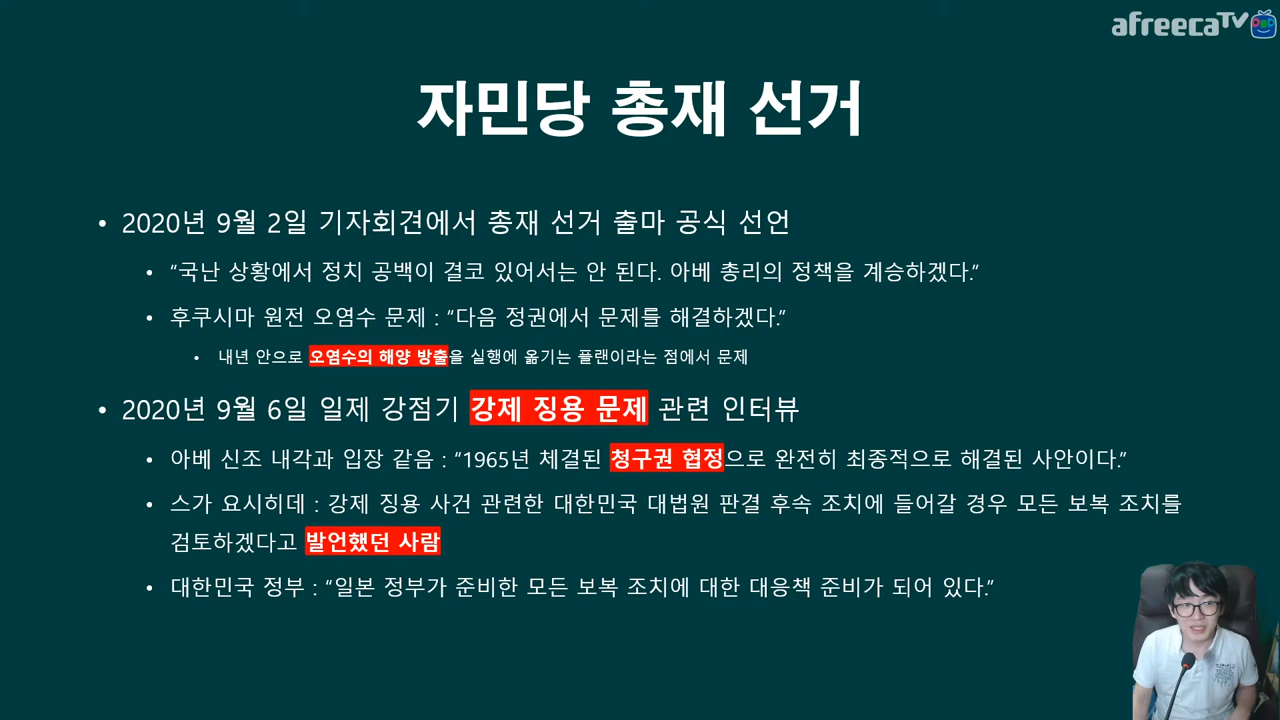 afreecaTV
자민당 총재 선거
• 2020년 9월 2일 기자회견에서 총재 선거 출마 공식 선언
• “국난 상황에서 정치 공백이 결코 있어서는 안 된다. 아베 총리의 정책을 계승하겠다.”
• 후쿠시마 원전 오염수 문제 : “다음 정권에서 문제를 해결하겠다.”
• 내년 안으로 오염수의 해양 방출을 실행에 옮기는 플랜이라는 점에서 문제
• 2020년 9월 6일 일제 강점기 강제 징용 문제 관련 인터뷰
• 아베 신조 내각과 입장 같음 : “1965년 체결된 청구권 협정으로 완전히 최종적으로 해결된 사안이다.”
• 스가 요시히데 : 강제 징용 사건 관련한 대한민국 대법원 판결 후속 조치에 들어갈 경우 모든 보복 조치를
검토하겠다고 발언했던 사람
• 대한민국 정부 : “일본 정부가 준비한 모든 보복 조치에 대한 대응책 준비가 되어 있다.”